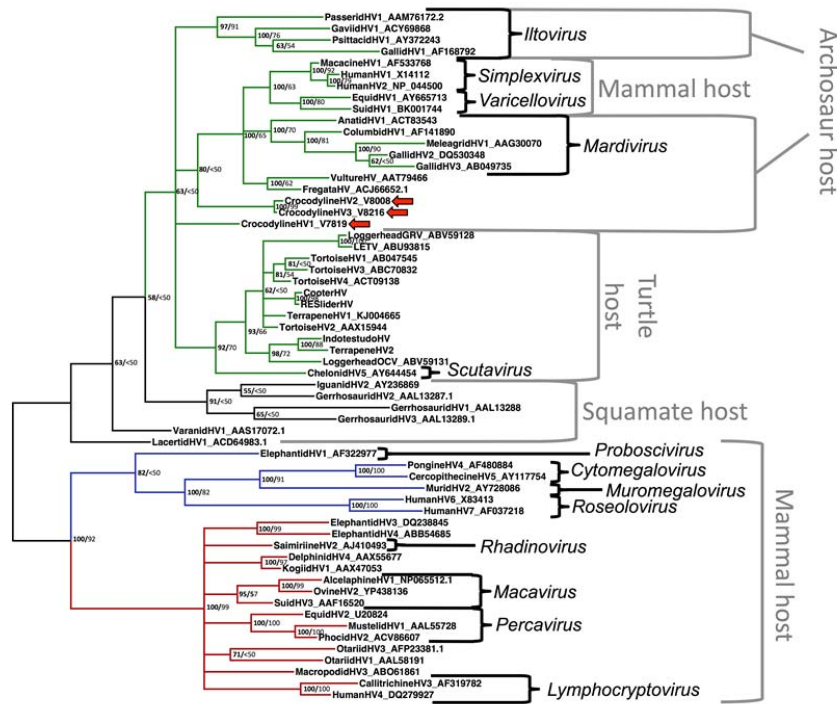 PasseridHV1_AAM76172.2
97/91
GaviidHV1_ACY69868
100/76
PsittacidHV1_AY372243
63/54
GallidHV1_AF168792
Iltovirus
Archosaur host
MacacineHV1_AF533768
100/92
HumanHV1_X14112
100/63
HumanHV2_NP_044500
Simplexvirus
Mammal host
EquidHV1_AY665713
100/80
SuidHV1_BK001744
Varicellovirus
AnatidHV1_ACT83543
100/70
ColumbidHV1_AF141890
100/65
100/81
MeleagridHV1_AAG30070
100/90
GallidHV2_DQ530348
62/<50
GallidHV3_AB049735
Mardivirus
80/<50
VultureHV_AAT79466
100/62
FregataHV_ACJ66652.1
63/<50
CrocodylineHV2_V8008
100/99
CrocodylineHV3_V8216
CrocodylineHV1_V7819
LoggerheadGRV_ABV59128
LETV_ABU93815
TortoiseHV1_AB047545
81/<50
TortoiseHV3_ABC70832
81/54
TortoiseHV4_ACT09138
62/<50
CooterHV
RESliderHV
TerrapeneHV1_KJ004665
TortoiseHV2_AAX15944
93/66
IndotestudoHV
100/88
TerrapeneHV2
98/72
92/70
LoggerheadOCV_ABV59131
ChelonidHV5_AY644454
Scutavirus
Turtle host
58/<50
IguanidHV2_AY236869
55/<50
GerrhosauridHV2_AAL13287.1
91/<50
GerrhosauridHV1_AAL13288
65/<50
GerrhosauridHV3_AAL13289.1
Squamate host
63/<50
VaranidHV1_AAS17072.1
LacertidHV1_ACD64983.1
ElephantidHV1_AF322977
Proboscivirus
82/<50
PongineHV4_AF480884
100/100
CercopithecineHV5_AY117754
Cytomegalovirus
100/91
MuridHV2_AY728086
Muromegalovirus
100/82
HumanHV6_X83413
100/100
HumanHV7_AF037218
Roseolovirus
Mammal host
100/92
ElephantidHV3_DQ238845
100/99
ElephantidHV4_ABB54685
SaimiriineHV2_AJ410493
Rhadinovirus
DelphinidHV4_AAX55677
KogiidHV1_AAX47053
AlcelaphineHV1_NP065512.1
100/99
OvineHV2_YP438136
95/57
SuidHV3_AAF16520
Macavirus
100/99
EquidHV2_U20824
100/100
MustelidHV1_AAL55728
100/100
PhocidHV2_ACV86607
Percavirus
OtariidHV3_AFP23381.1
71/<50
OtariidHV1_AAL58191
MacropodidHV3_ABO61861
CallitrichineHV3_AF319782
100/100
HumanHV4_DQ279927
Lymphocryptovirus